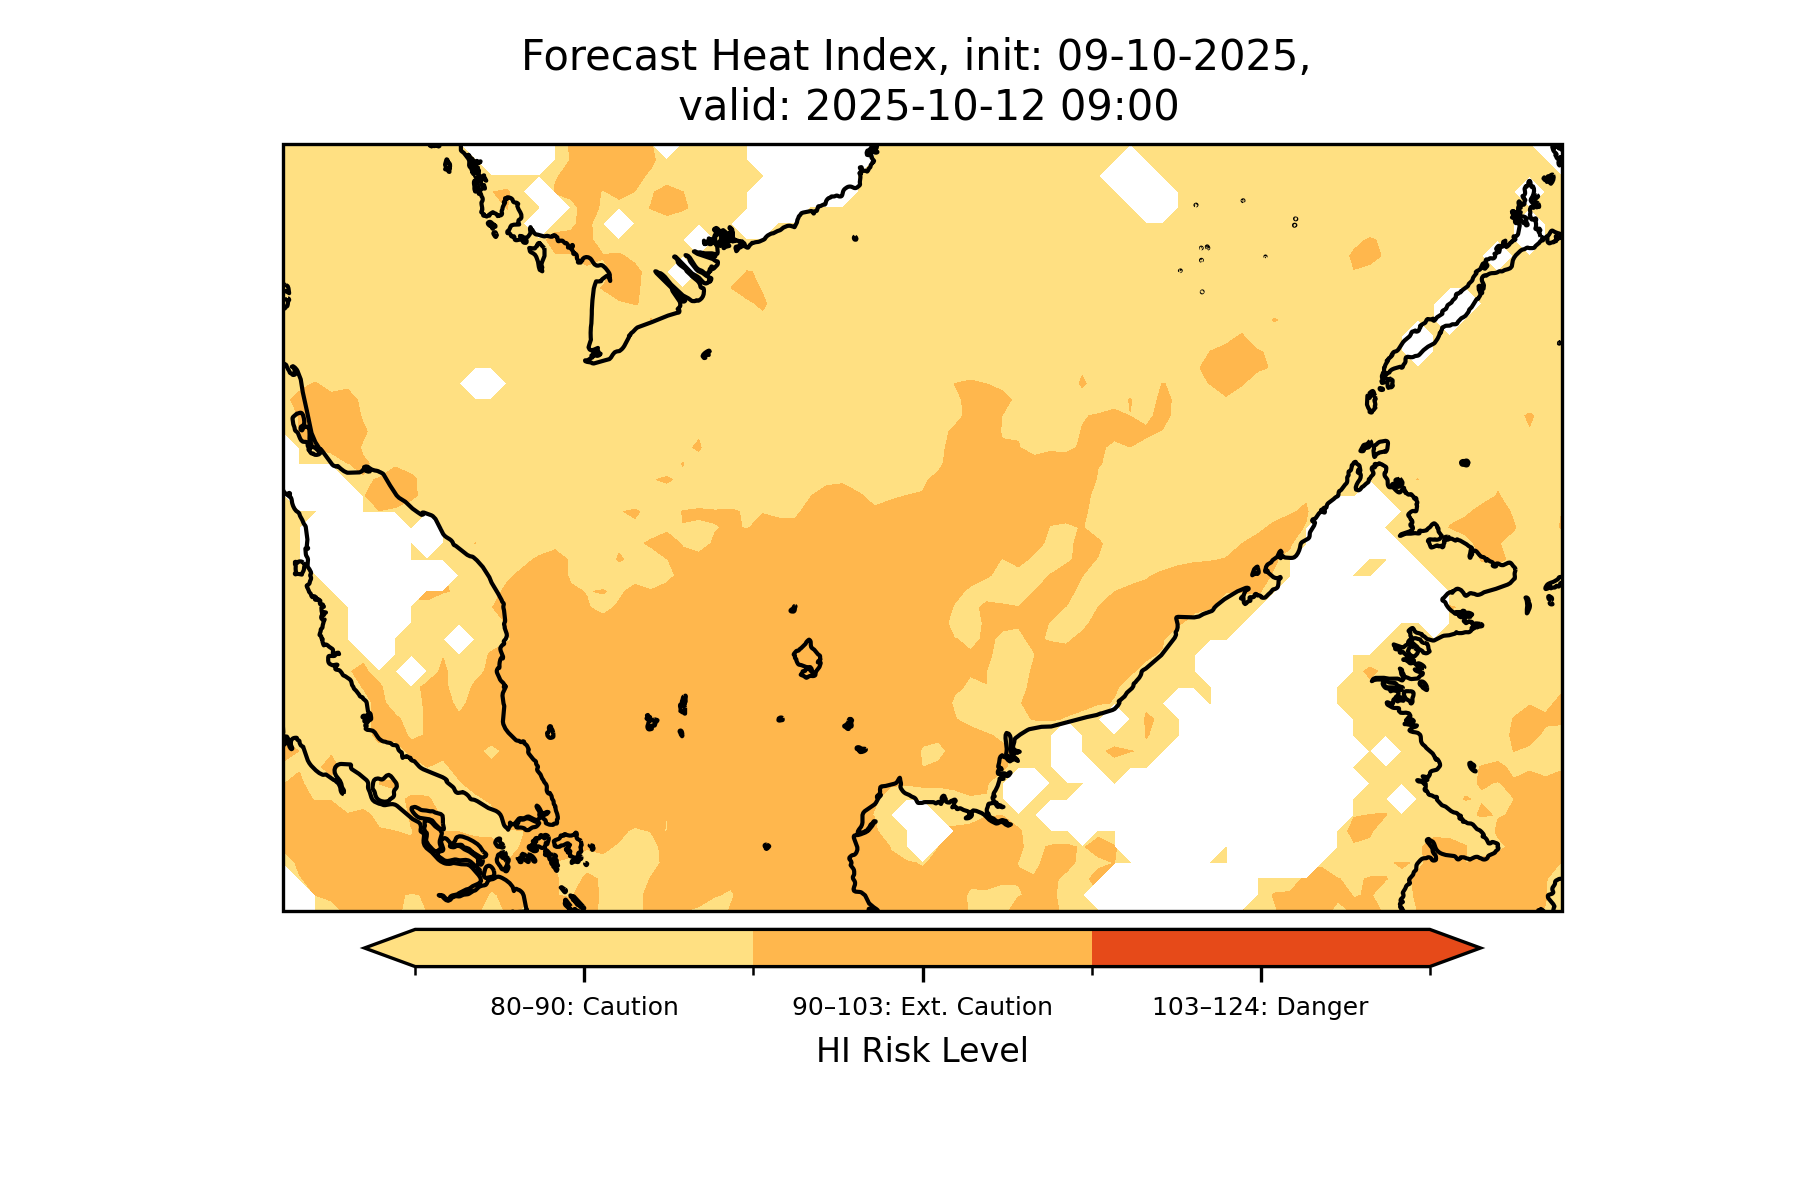 Forecast Heat Index, init: 09-10-2025,
valid: 2025-10-12 09:00
80–90: Caution
90–103: Ext. Caution
103–124: Danger
HI Risk Level